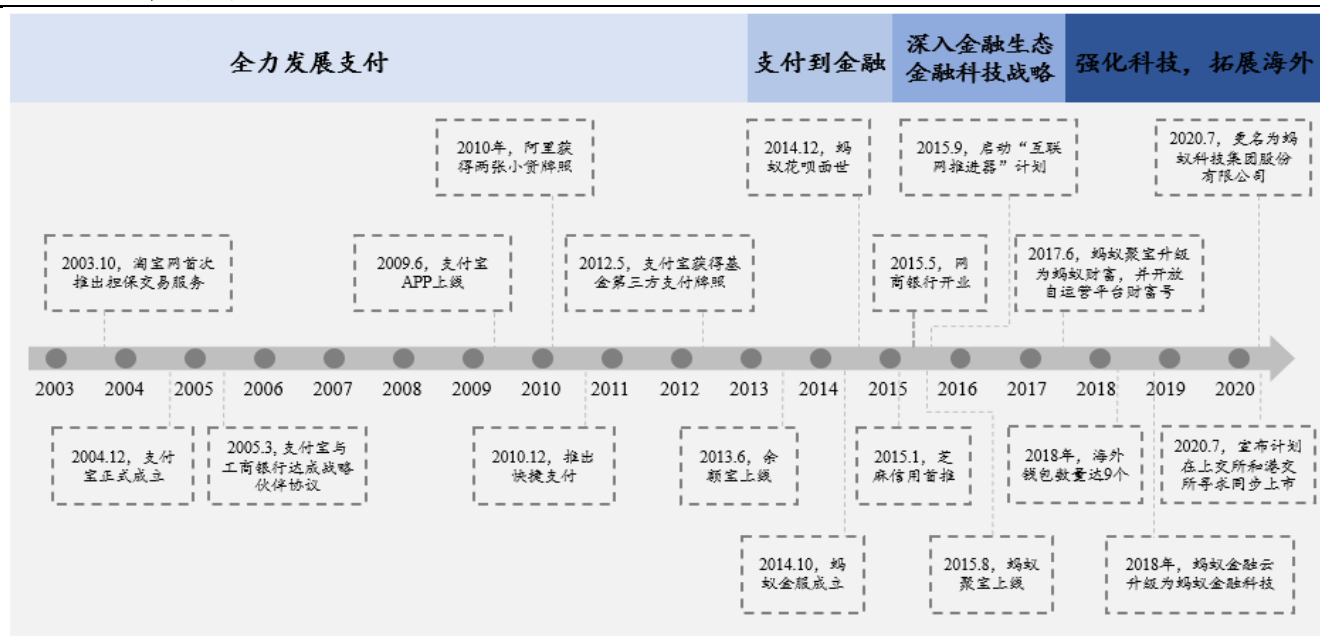 全力发展支付
支付到金融
深入金融生态
金融科技战略
强化科技，拓展海外
2010年，阿里获
得两张小贷牌照
2014.12，蚂
蚁花呗面世
2015.9，启动“互联
网推进器”计划
2020.7，更名为蚂
蚁科技集团股份
有限公司
2003.10，淘宝网首次
推出担保交易服务
2009.6，支付宝
APP上线
2012.5，支付宝获得基
金第三方支付牌照
2015.5，网
商银行开业
2017.6，蚂蚁聚宝升级
为蚂蚁财富，并开放
自运营平台财富号
2003
2004
2005
2006
2007
2008
2009
2010
2011
2012
2013
2014
2015
2016
2017
2018
2019
2020
2004.12，支付
宝正式成立
2005.3,支付宝与
工商银行达成战略
伙伴协议
2010.12，推出
快捷支付
2013.6，余
额宝上线
2015.1，芝
麻信用首推
2018年，海外
钱包数量达9个
2020.7，宣布计划
在上交所和港交
所寻求同步上市
2014.10，蚂
蚁金服成立
2015.8，蚂蚁
聚宝上线
2018年，蚂蚁金融云
升级为蚂蚁金融科技